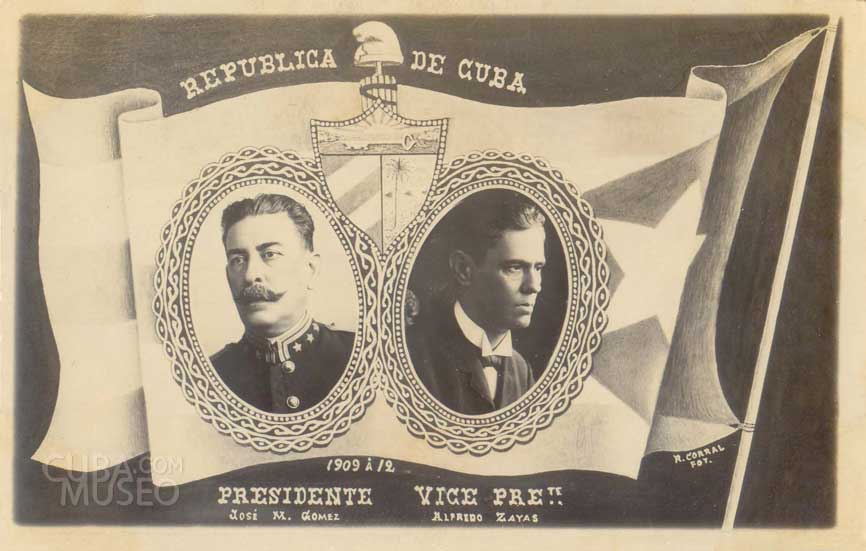 REPUBLICA DE CUBA
1909 à 12
PRESIDENTE VICE PRE TE
JOSÉ M. GOMEZ ALFREDO ZAYAS
R. CORRAL
FOT.
CUBA.COM
MUSEO